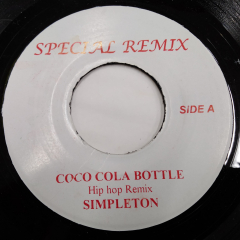 SPECIAL REMIX
SIDE A
COCO COLA BOTTLE
Hip hop Remix
SIMPLETON